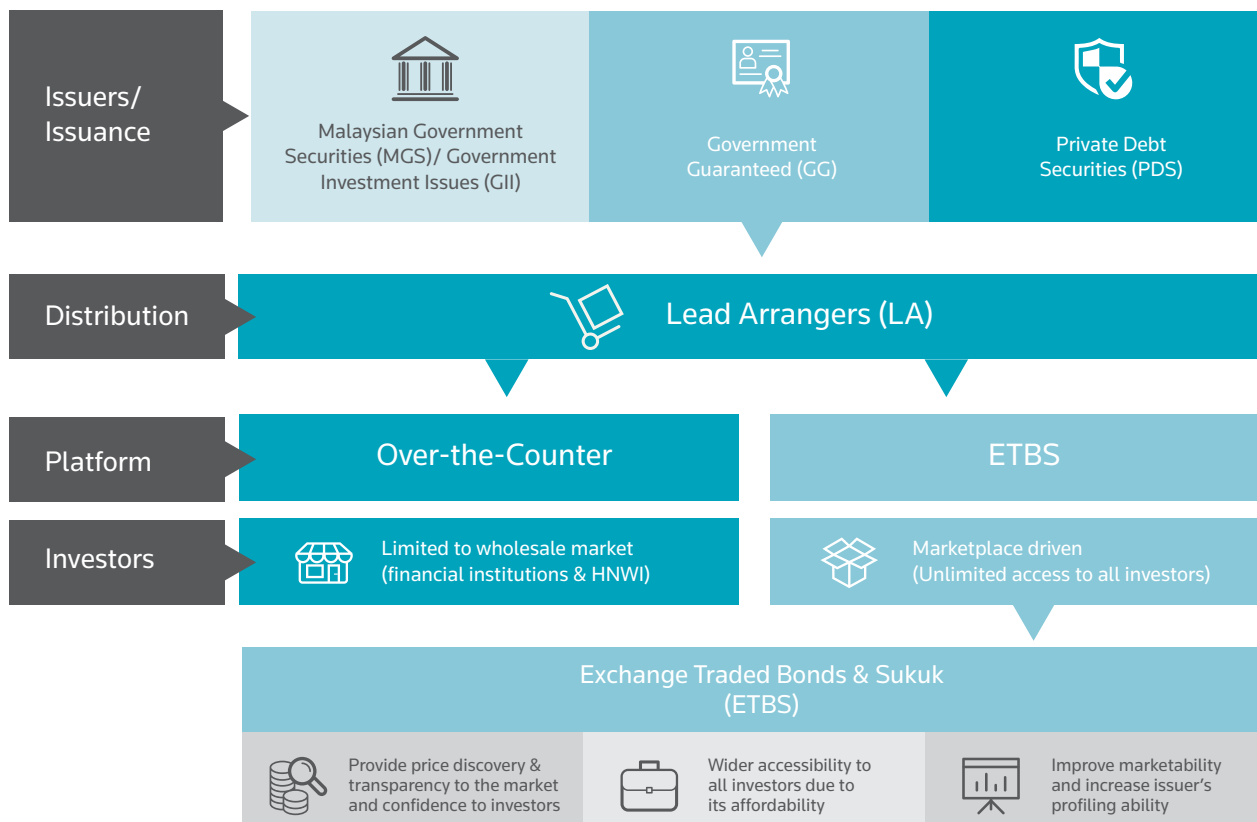 Issuers/
Issuance
Malaysian Government
Securities (MGS)/ Government
Investment Issues (GII)
Government
Guaranteed (GG)
Private Debt
Securities (PDS)
Distribution
Lead Arrangers (LA)
Platform
Over-the-Counter
ETBS
Investors
Limited to wholesale market
(financial institutions & HNWI)
Marketplace driven
(Unlimited access to all investors)
Exchange Traded Bonds & Sukuk
(ETBS)
Provide price discovery &
transparency to the market
and confidence to investors
Wider accessibility to
all investors due to
its affordability
Improve marketability
and increase issuer's
profiling ability